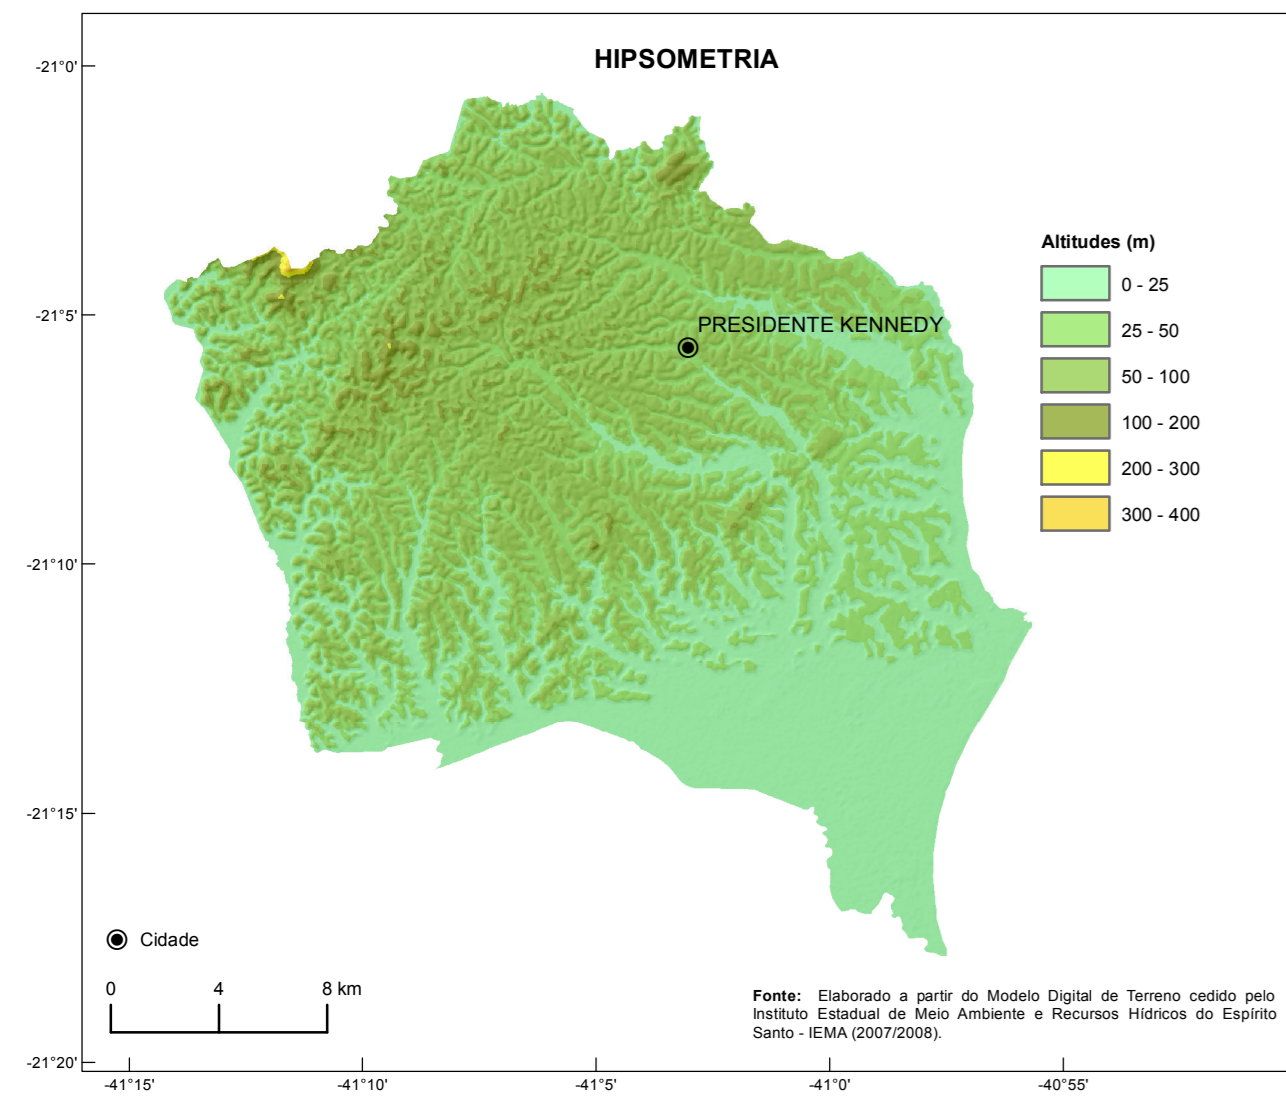 HIPSOMETRIA
-21°0'
Altitudes (m)
0 - 25
-21°5'
PRESIDENTE KENNEDY
25 - 50
50 - 100
100 - 200
200 - 300
300 - 400
-21°10'
-21°15'
Cidade
0 4 8 km
Fonte: Elaborado a partir do Modelo Digital de Terreno cedido pelo
Instituto Estadual de Meio Ambiente e Recursos Hídricos do Espírito
Santo - IEMA (2007/2008).
-21°20'
-41°15' -41°10' -41°5' -41°0' -40°55'